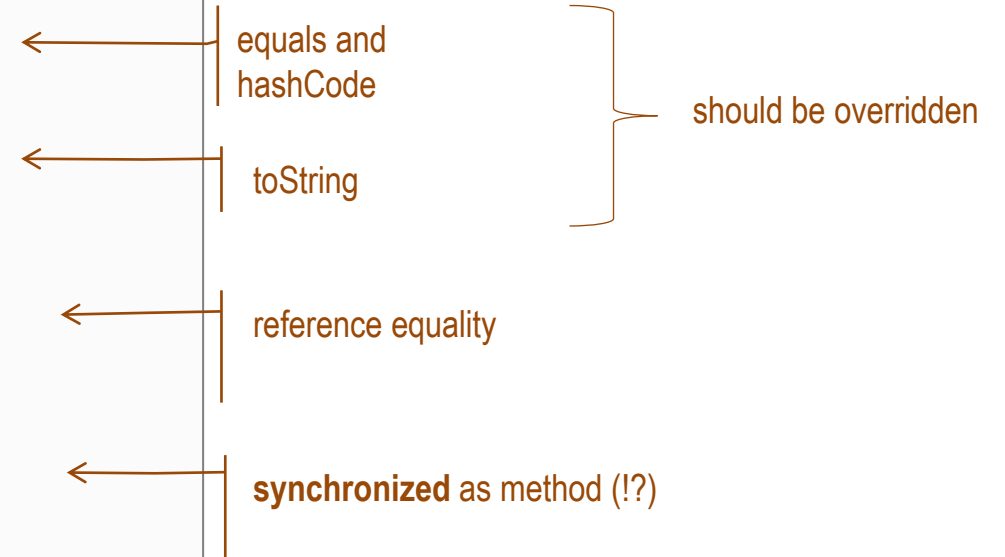 equals and
hashCode
should be overridden
toString
reference equality
synchronized as method (!?)